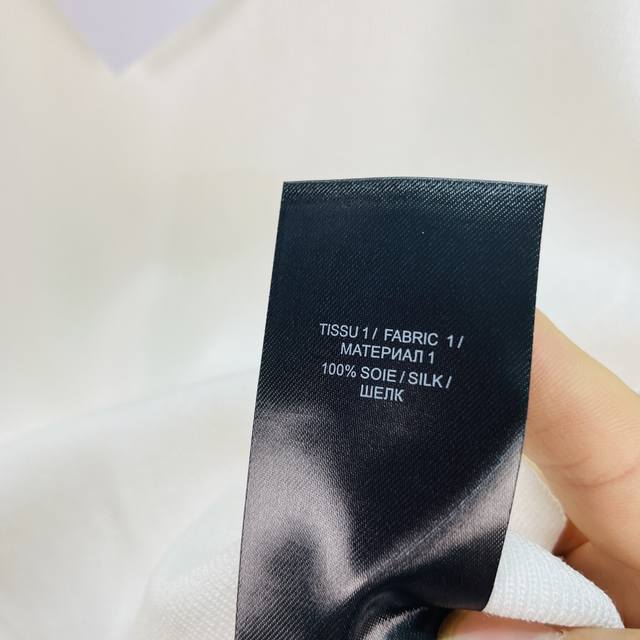 TISSU 1 / FABRIC 1 /
МАТЕРИАЛ 1
100% SOIE / SILK /
ШЕЛК